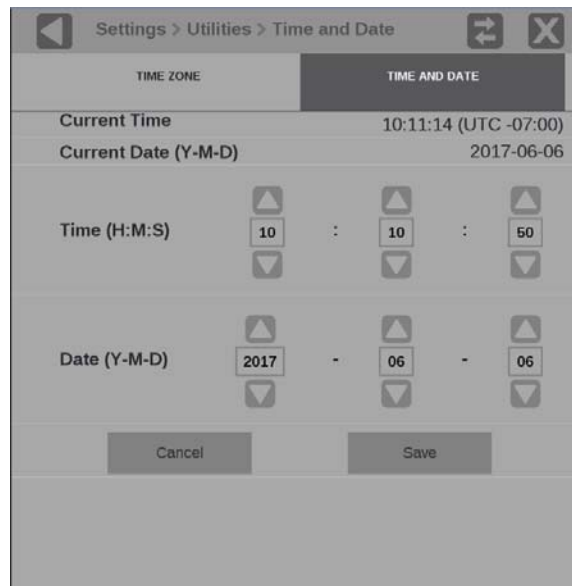 Settings > Utilities > Time and Date
TIME ZONE TIME AND DATE
Current Time 10:11:14 (UTC -07:00)
Current Date (Y-M-D) 2017-06-06
Time (H:M:S) 10 : 10 : 50
Date (Y-M-D) 2017 - 06 - 06
Cancel Save